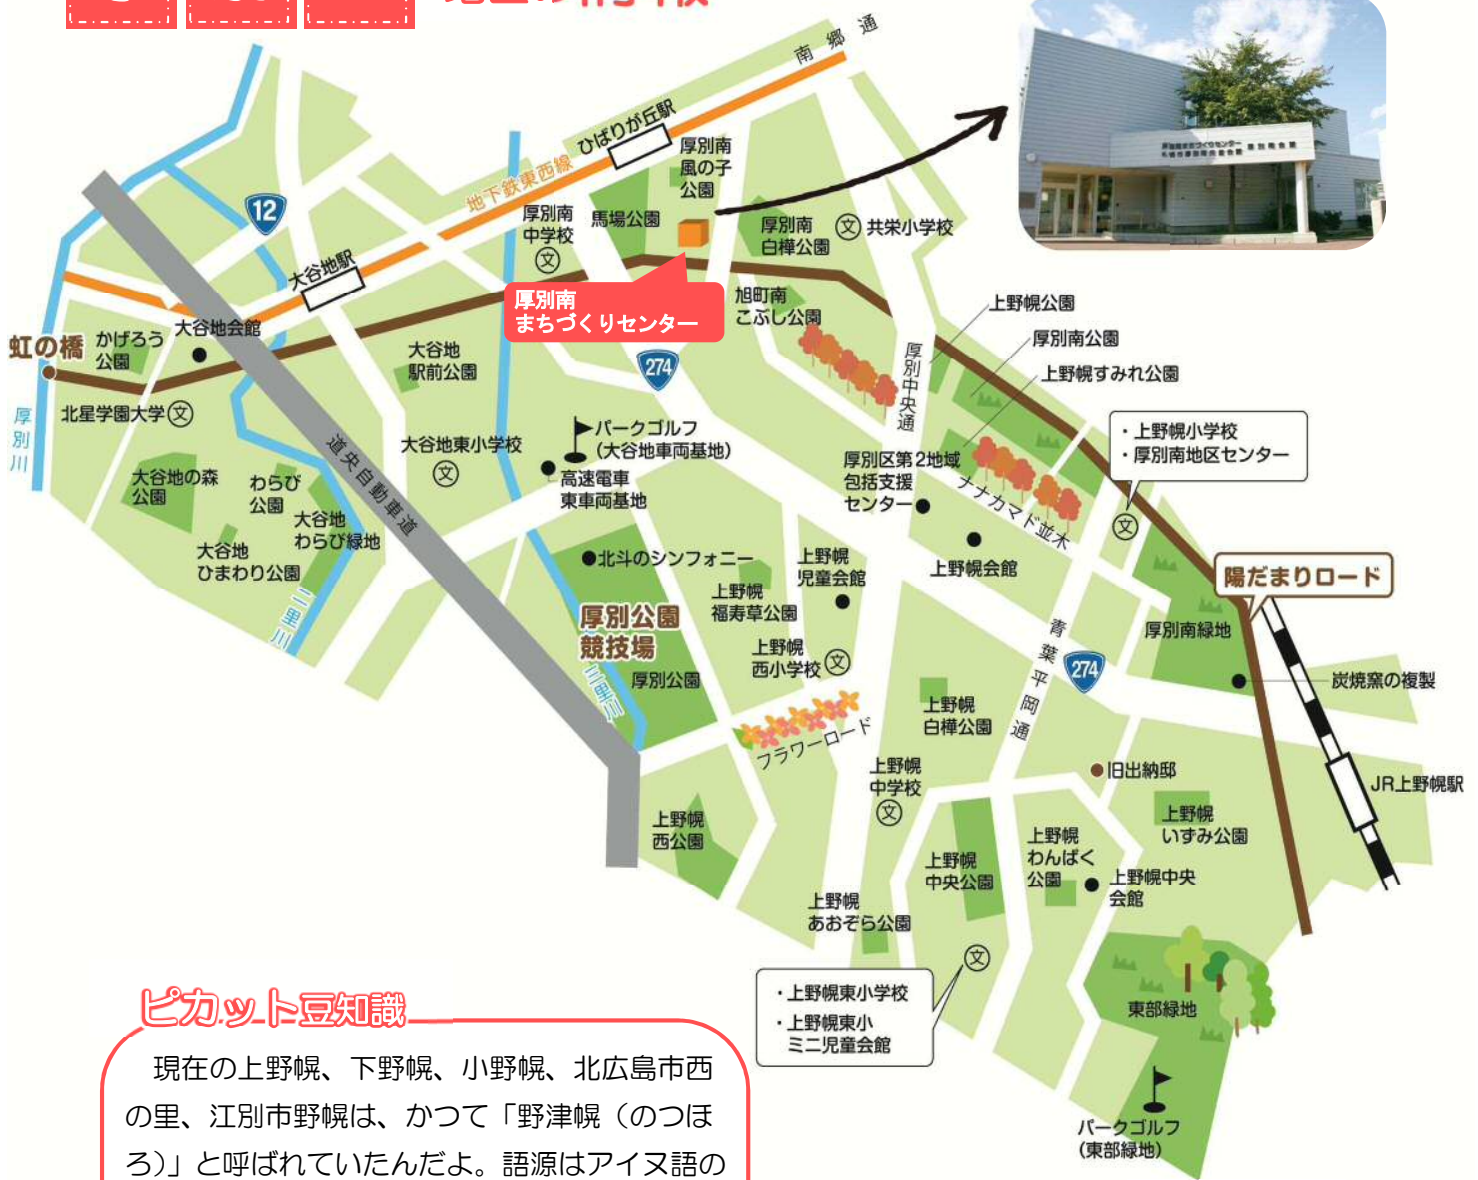 南郷通
ひばりが丘駅
地下鉄東西線
大谷地駅
12
厚別南
風の子
公園
馬場公園
厚別南
中学校
文
厚別南
白樺公園
文 共栄小学校
厚別南
まちづくりセンター
旭町南
こぶし公園
上野幌公園
厚別南公園
上野幌すみれ公園
虹の橋
かげろう
公園
大谷地会館
大谷地
駅前公園
274
厚別中央通
北星学園大学 文
厚別川
道央自動車道
大谷地東小学校
文
パークゴルフ
(大谷地車両基地)
高速電車
東車両基地
・上野幌小学校
・厚別南地区センター
文
厚別区第2地域
包括支援
センター
ナナカマド並木
上野幌会館
大谷地の森
公園
わらび
公園
大谷地
わらび緑地
大谷地
ひまわり公園
二里川
北斗のシンフォニー
厚別公園
競技場
厚別公園
三里川
上野幌
福寿草公園
上野幌
児童会館
上野幌
西小学校 文
陽だまりロード
厚別南緑地
青葉平岡通
274
炭焼窯の複製
フラワーロード
上野幌
白樺公園
旧出納邸
JR上野幌駅
上野幌
中学校
文
上野幌
いずみ公園
上野幌
西公園
上野幌
中央公園
上野幌
わんぱく
公園
上野幌中央
会館
上野幌
あおぞら公園
文
・上野幌東小学校
・上野幌東小
ミニ児童会館
東部緑地
パークゴルフ
(東部緑地)
ピカット豆知識
現在の上野幌、下野幌、小野幌、北広島市西
の里、江別市野幌は、かつて「野津幌（のつほ
ろ）」と呼ばれていたんだよ。語源はアイヌ語の